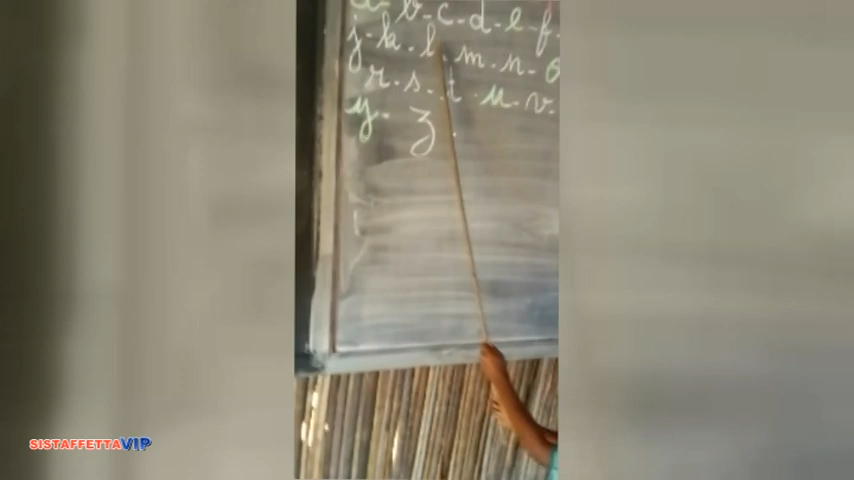 a - b - c - d - e - f -
j - k - l - m - n - o
r - s - t - u - v -
y - z .
SISTAFFETTAVIP